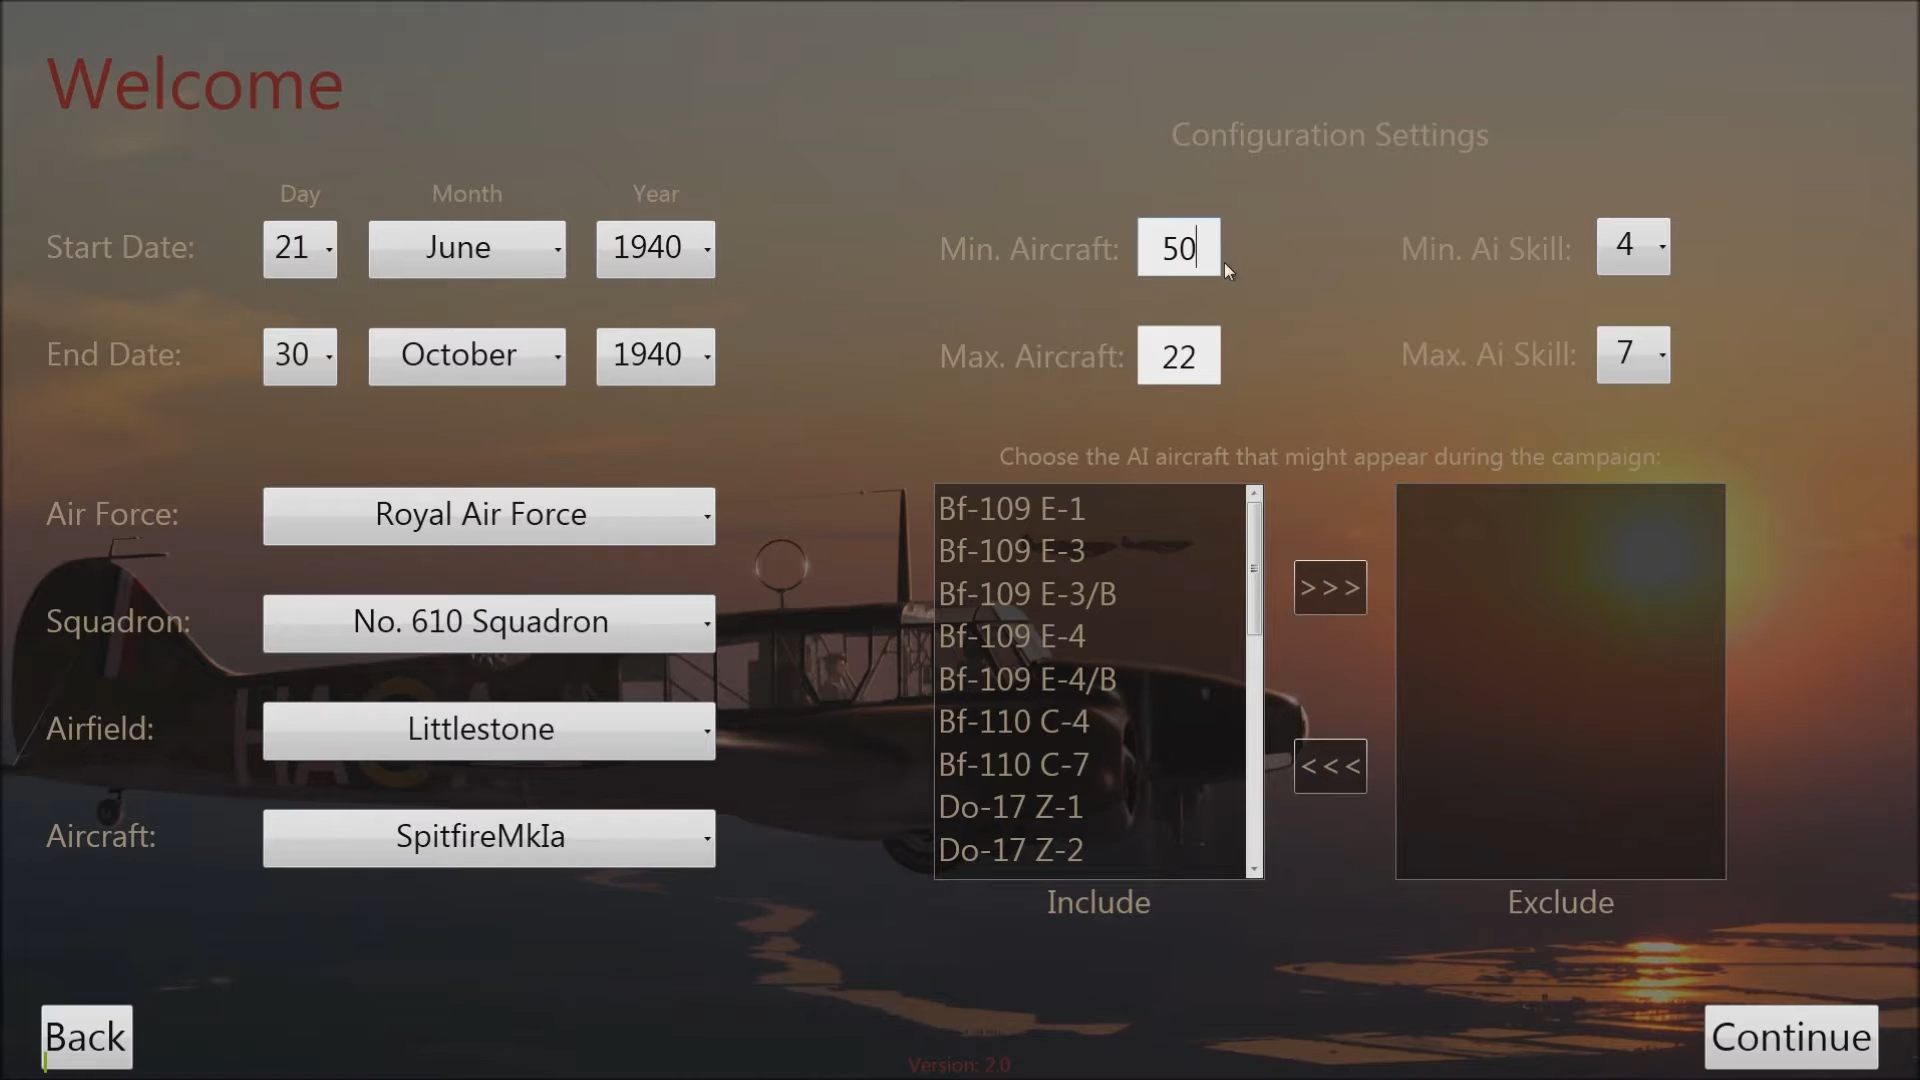 Welcome
Configuration Settings
Day Month Year
Start Date: 21 June 1940
Min. Aircraft: 50 Min. Ai Skill: 4
End Date: 30 October 1940
Max. Aircraft: 22 Max. Ai Skill: 7
Choose the AI aircraft that might appear during the campaign:
Air Force: Royal Air Force
Squadron: No. 610 Squadron
Airfield: Littlestone
Aircraft: SpitfireMkIa
Bf-109 E-1
Bf-109 E-3
Bf-109 E-3/B
Bf-109 E-4
Bf-109 E-4/B
Bf-110 C-4
Bf-110 C-7
Do-17 Z-1
Do-17 Z-2
>>>
<<<
Include Exclude
Back Continue
Version: 2.0